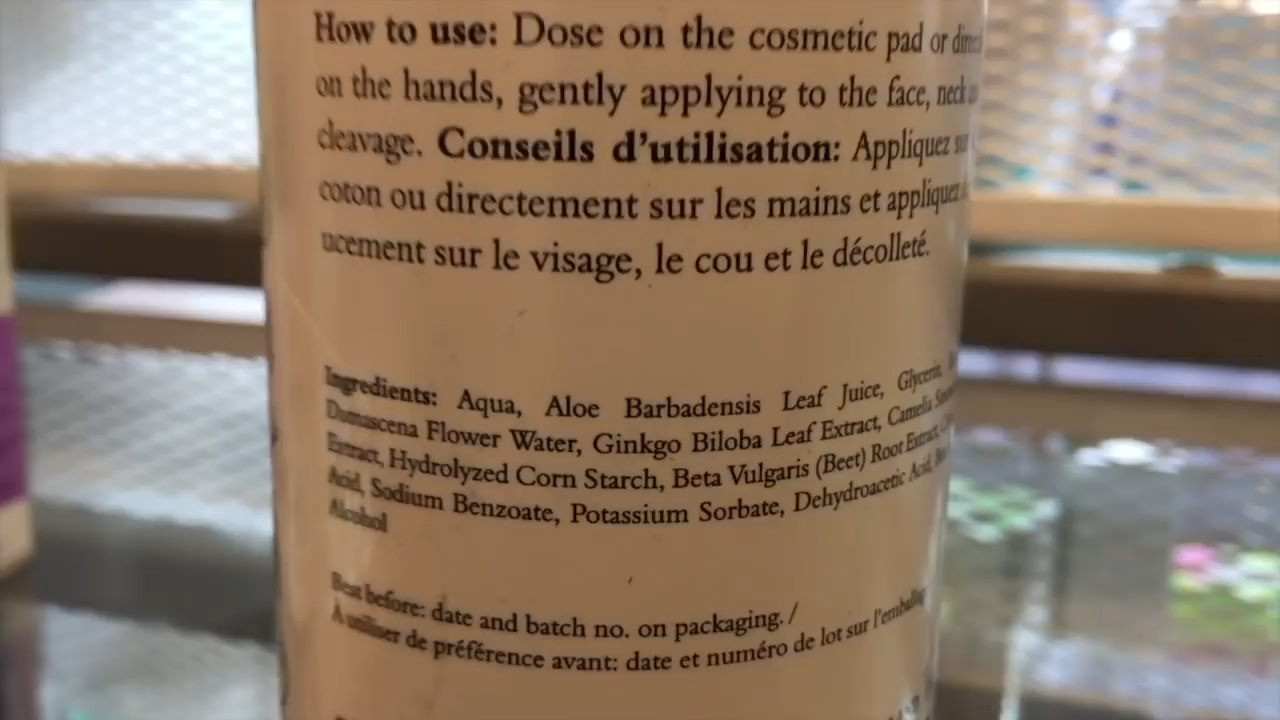 How to use: Dose on the cosmetic pad or
on the hands, gently applying to the face, neck
cleavage. Conseils d'utilisation: Appliquez sur
coton ou directement sur les mains et appliquez
ucement sur le visage, le cou et le décolleté.
Ingredients: Aqua, Aloe Barbadensis Leaf Juice, Glycerin,
Damascena Flower Water, Ginkgo Biloba Leaf Extract, Camelia
Extract, Hydrolyzed Corn Starch, Beta Vulgaris (Beet) Root Extract,
Acid, Sodium Benzoate, Potassium Sorbate, Dehydroacetic Acid,
Alcohol
Best before: date and batch no. on packaging. /
À utiliser de préférence avant: date et numéro de lot sur